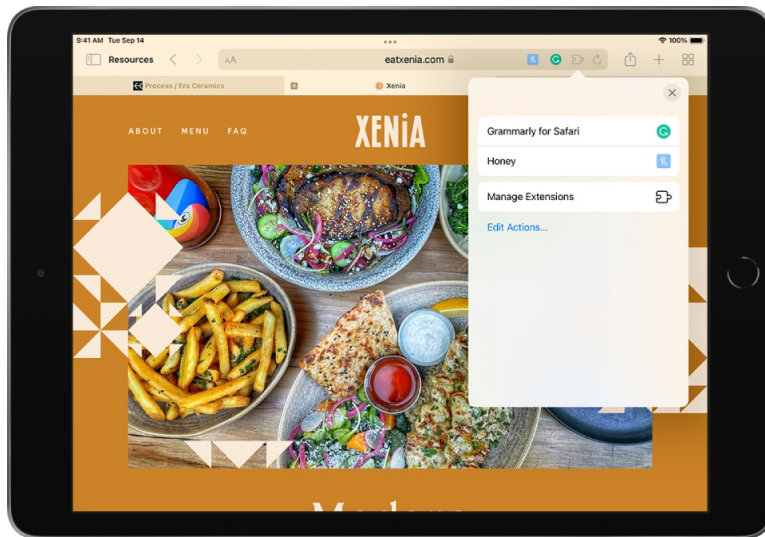 9:41 AM Tue Sep 14
100%
Resources
AA
eatxenia.com
Process / Era Ceramics
Xenia
ABOUT MENU FAQ
XENiA
Grammarly for Safari
Honey
Manage Extensions
Edit Actions...